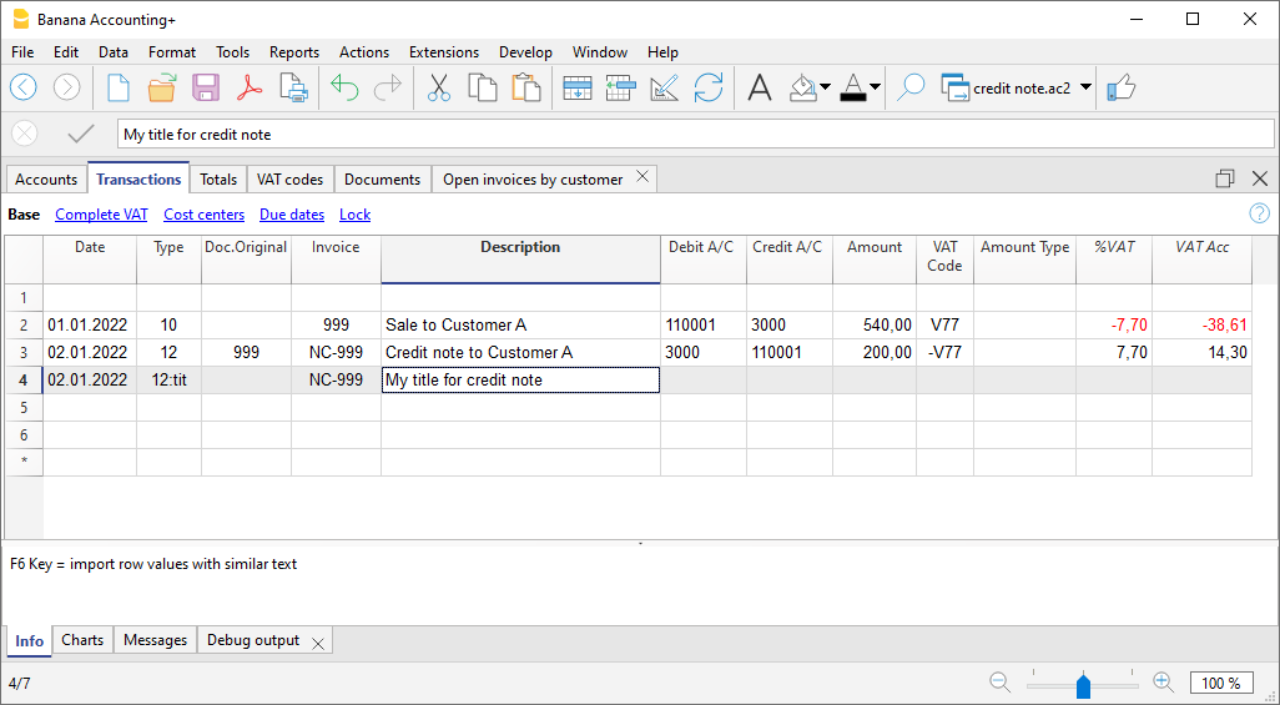 Banana Accounting+
File Edit Data Format Tools Reports Actions Extensions Develop Window Help
A A credit note.ac2
My title for credit note
Accounts Transactions Totals VAT codes Documents Open invoices by customer
Base Complete VAT Cost centers Due dates Lock ?
Date Type Doc.Original Invoice Description Debit A/C Credit A/C Amount VAT Code Amount Type %VAT VAT Acc
1
2 01.01.2022 10 999 Sale to Customer A 110001 3000 540,00 V77 -7,70 -38,61
3 02.01.2022 12 999 NC-999 Credit note to Customer A 3000 110001 200,00 -V77 7,70 14,30
4 02.01.2022 12:tit NC-999 My title for credit note
5
6
*
F6 Key = import row values with similar text
Info Charts Messages Debug output
4/7 100 %